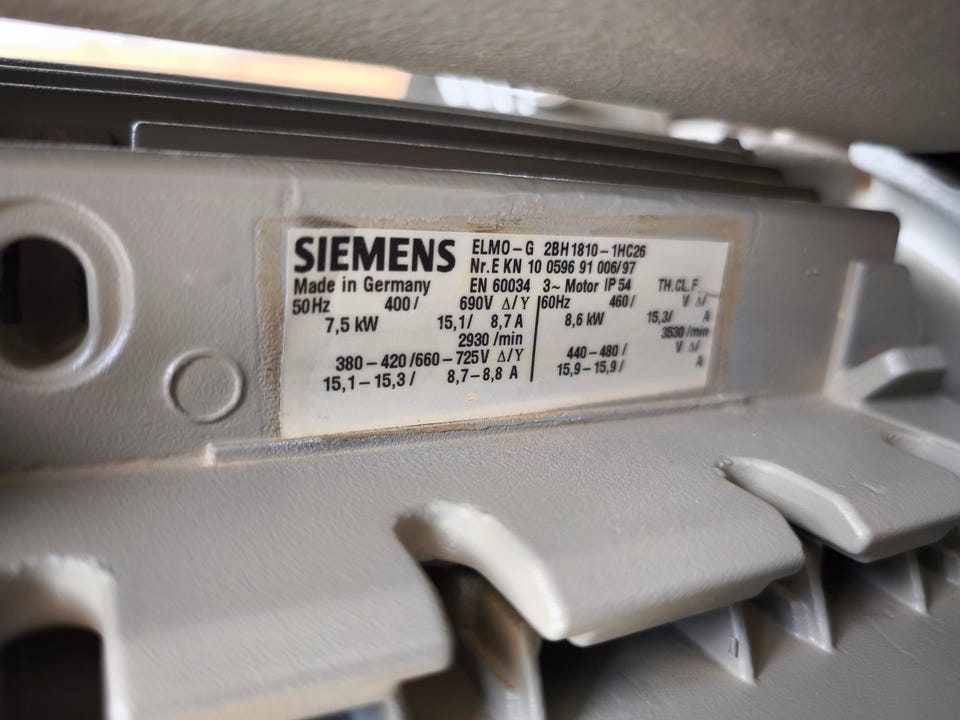 SIEMENS ELMO-G 2BH1810-1HC26
Nr.E KN 10 0596 91 006/97
Made in Germany EN 60034 3~ Motor IP 54 TH.CL.F
50Hz 400/ 690V Δ/Y 60Hz 460/ V Δ/
7,5 kW 15,1/ 8,7 A 8,6 kW 15,3/ A
2930 /min 3530/min
380-420/660-725V Δ/Y 440-480/ V Δ/
15,1-15,3/ 8,7-8,8 A 15,9-15,9/ A